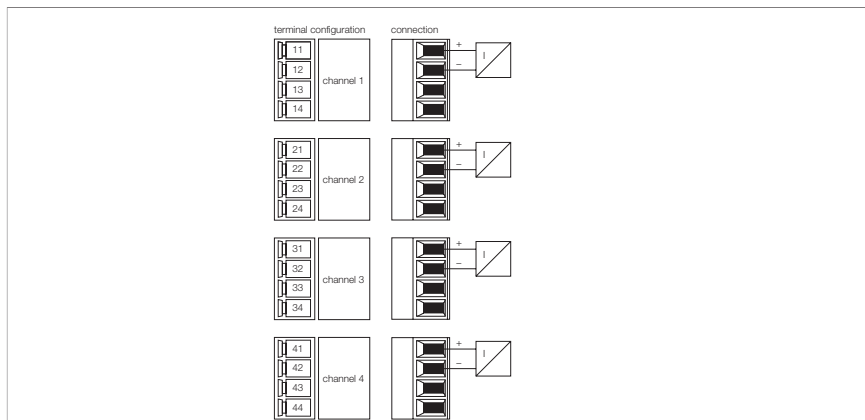 terminal configuration connection
11
12
13
14
channel 1
+
–
I
21
22
23
24
channel 2
+
–
I
31
32
33
34
channel 3
+
–
I
41
42
43
44
channel 4
+
–
I